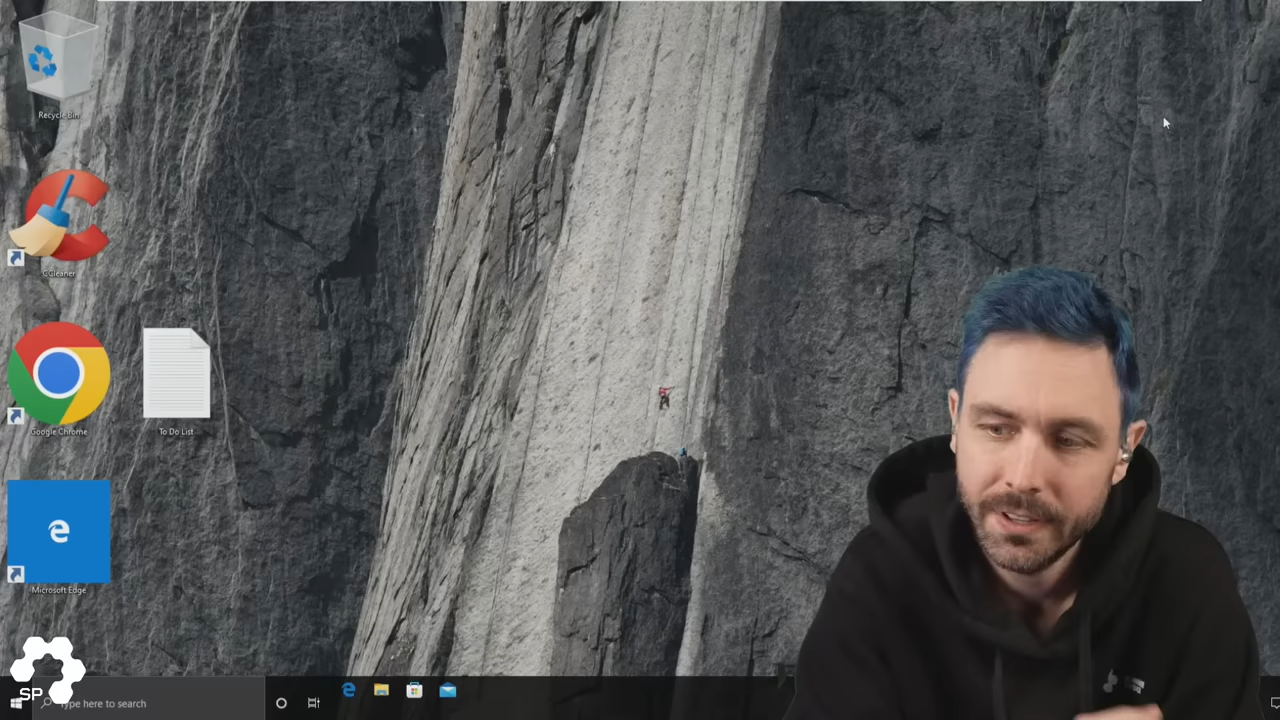 Recycle Bin
CCleaner
Google Chrome
To Do List
Microsoft Edge
SP
Type here to search